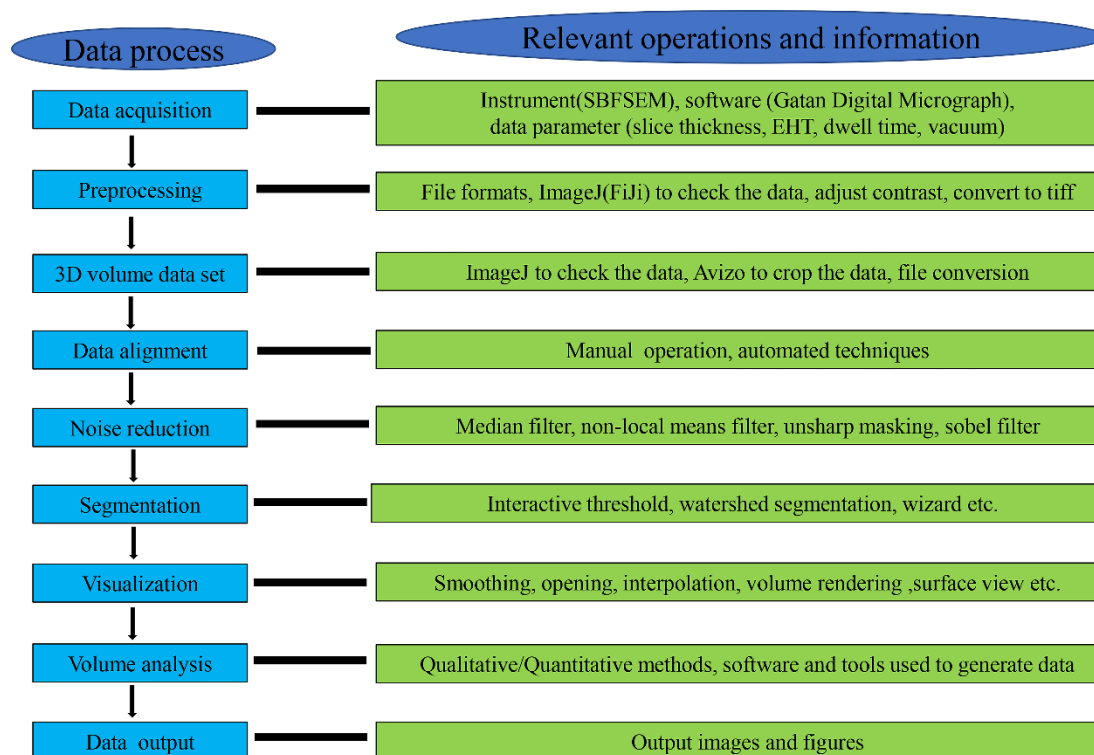 Data process
Relevant operations and information
Data acquisition
Instrument(SBFSEM), software (Gatan Digital Micrograph),
data parameter (slice thickness, EHT, dwell time, vacuum)
Preprocessing
File formats, ImageJ(FiJi) to check the data, adjust contrast, convert to tiff
3D volume data set
ImageJ to check the data, Avizo to crop the data, file conversion
Data alignment
Manual operation, automated techniques
Noise reduction
Median filter, non-local means filter, unsharp masking, sobel filter
Segmentation
Interactive threshold, watershed segmentation, wizard etc.
Visualization
Smoothing, opening, interpolation, volume rendering ,surface view etc.
Volume analysis
Qualitative/Quantitative methods, software and tools used to generate data
Data output
Output images and figures